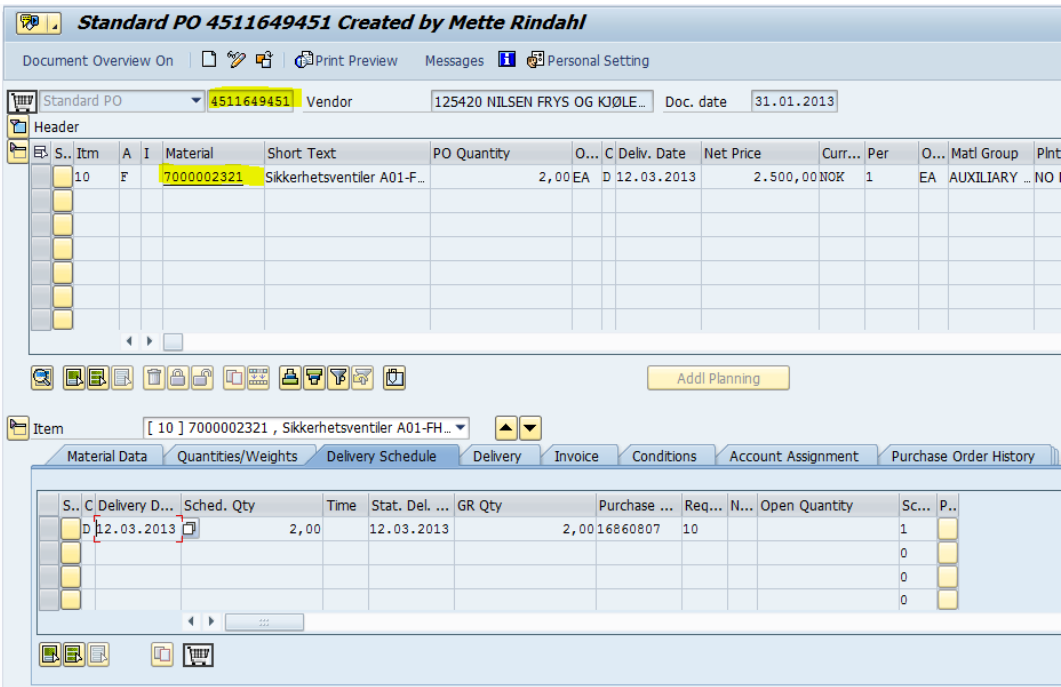 Standard PO 4511649451 Created by Mette Rindahl
Document Overview On Print Preview Messages Personal Setting
Standard PO 4511649451 Vendor 125420 NILSEN FRYS OG KJØLE... Doc. date 31.01.2013
Header
S.. Itm A I Material Short Text PO Quantity O... C Deliv. Date Net Price Curr... Per O... Matl Group Plnt
10 F 7000002321 Sikkerhetsventiler A01-F... 2,00 EA D 12.03.2013 2.500,00 NOK 1 EA AUXILIARY ... NO
Addl Planning
Item [ 10 ] 7000002321 , Sikkerhetsventiler A01-FH...
Material Data Quantities/Weights Delivery Schedule Delivery Invoice Conditions Account Assignment Purchase Order History
S.. C Delivery D... Sched. Qty Time Stat. Del. ... GR Qty Purchase ... Req... N... Open Quantity Sc... P..
D 12.03.2013 2,00 12.03.2013 2,00 16860807 10 1
0
0
0